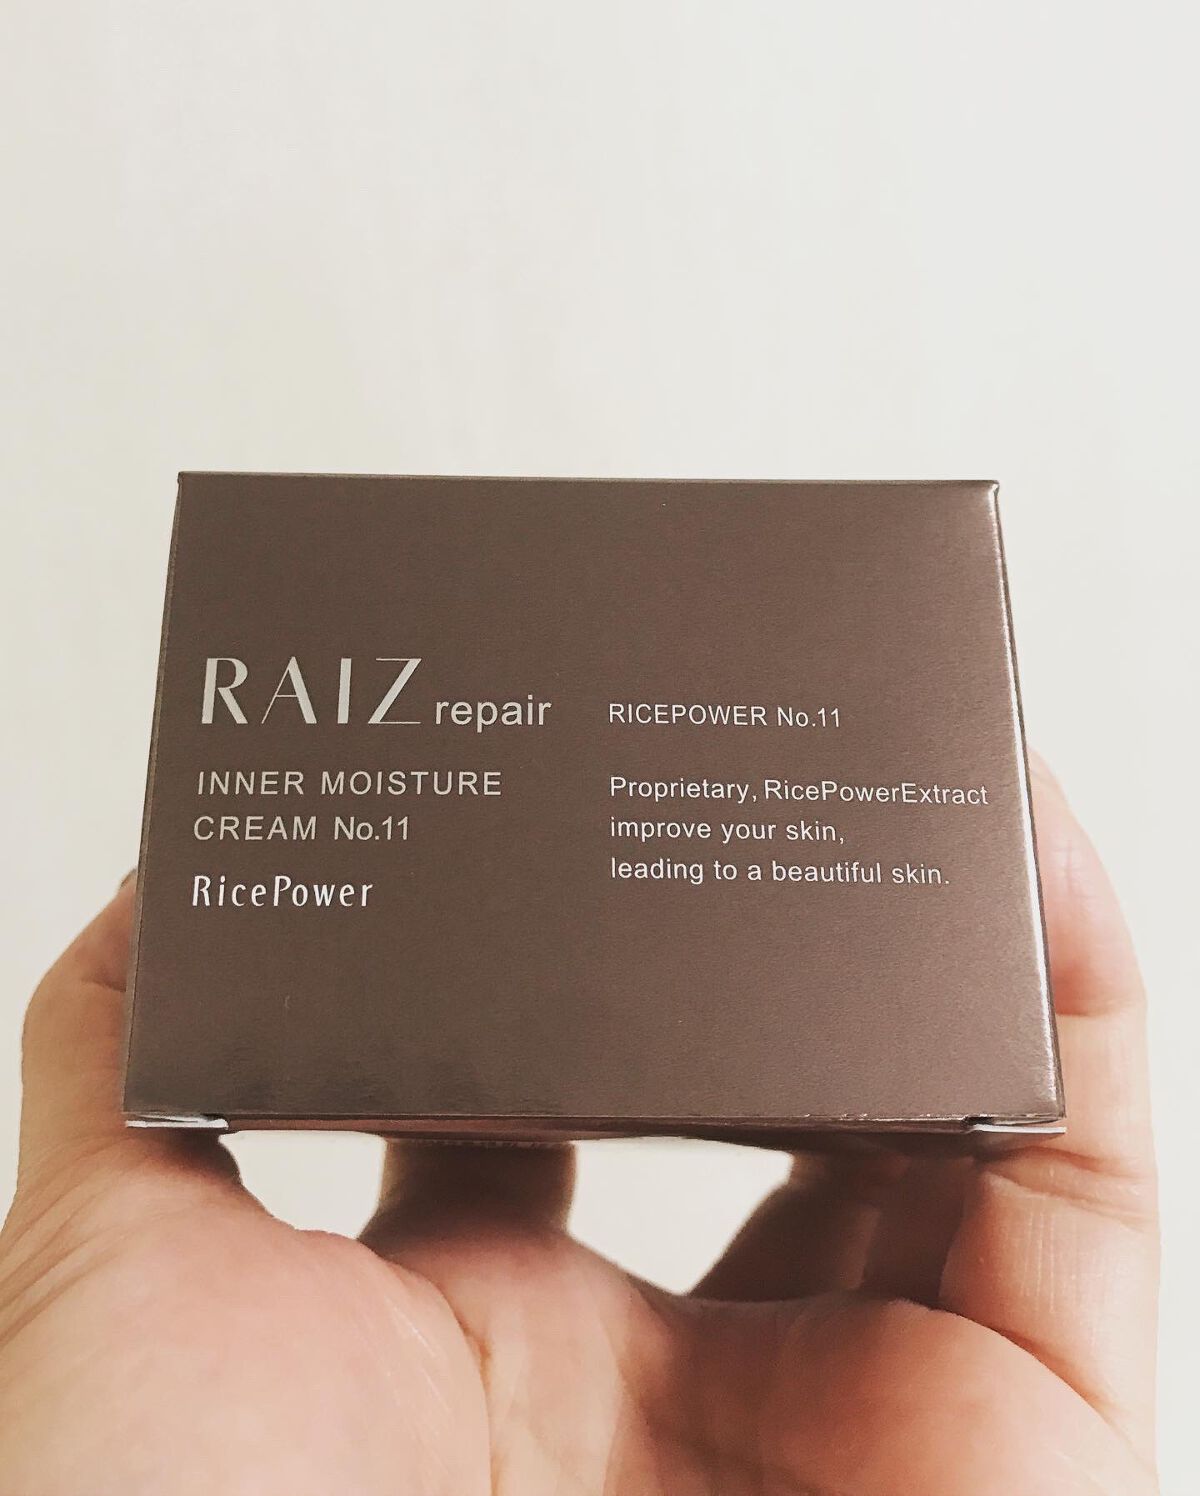 RAIZ repair
INNER MOISTURE
CREAM No.11
RicePower
RICEPOWER No.11
Proprietary, RicePowerExtract
improve your skin,
leading to a beautiful skin.